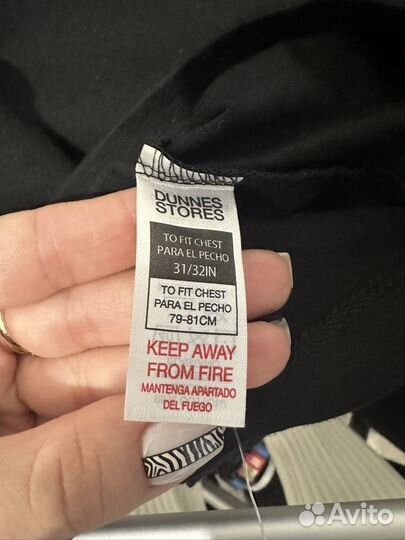 DUNNES
STORES
TO FIT CHEST
PARA EL PECHO
31/32IN
TO FIT CHEST
PARA EL PECHO
79-81CM
KEEP AWAY
FROM FIRE
MANTENGA APARTADO
DEL FUEGO
Avito